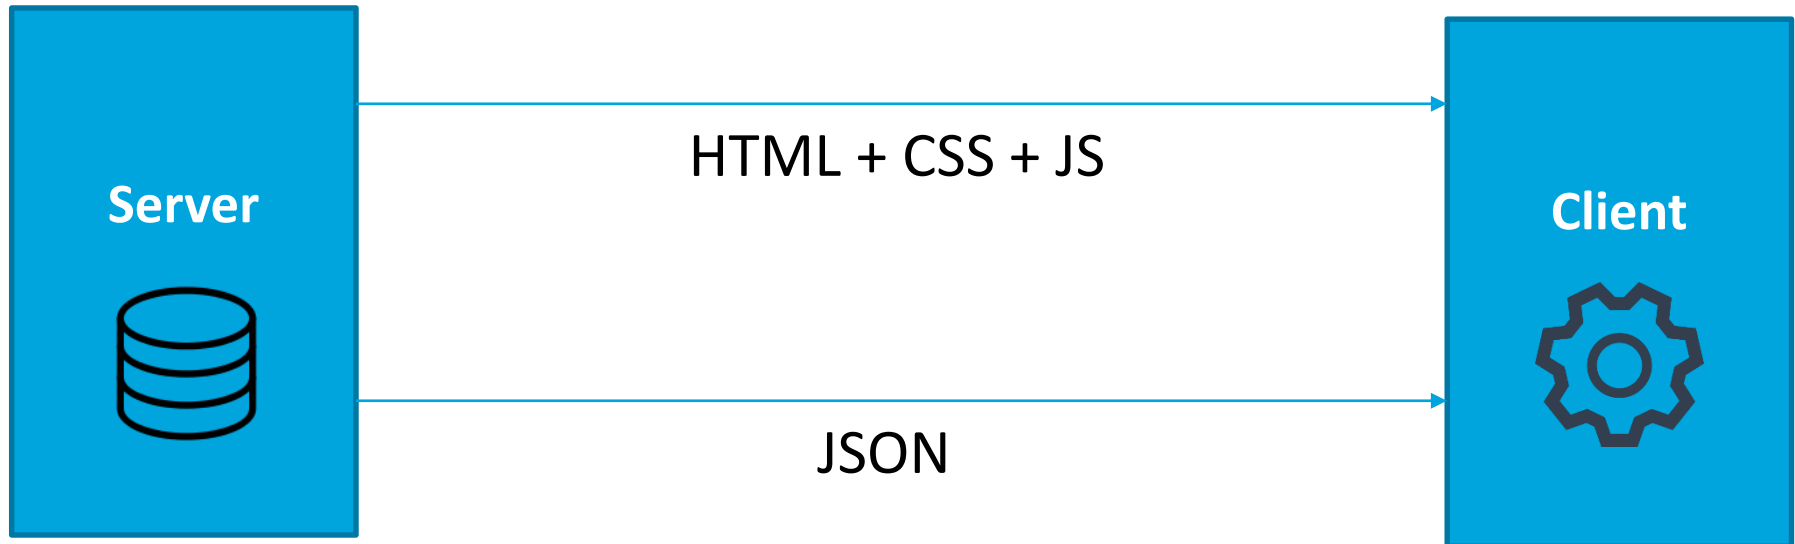 HTML + CSS + JS
Server
Client
JSON